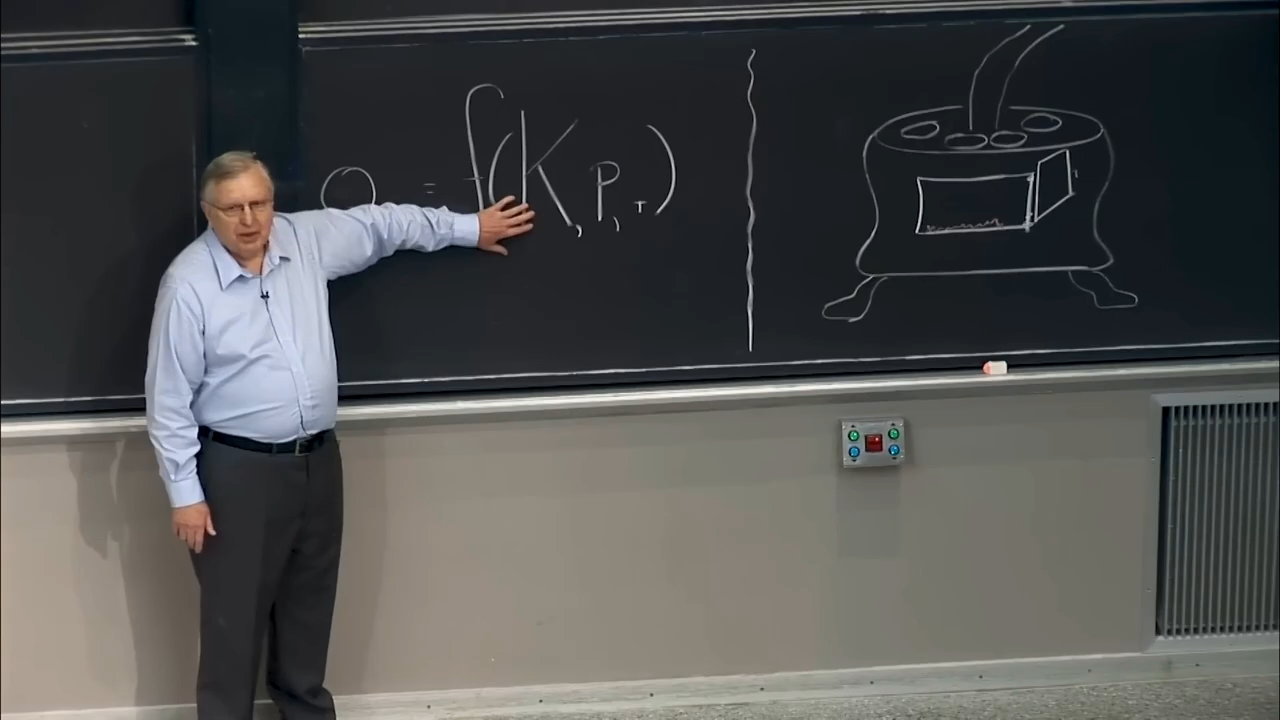 Q = f(K, P, T)